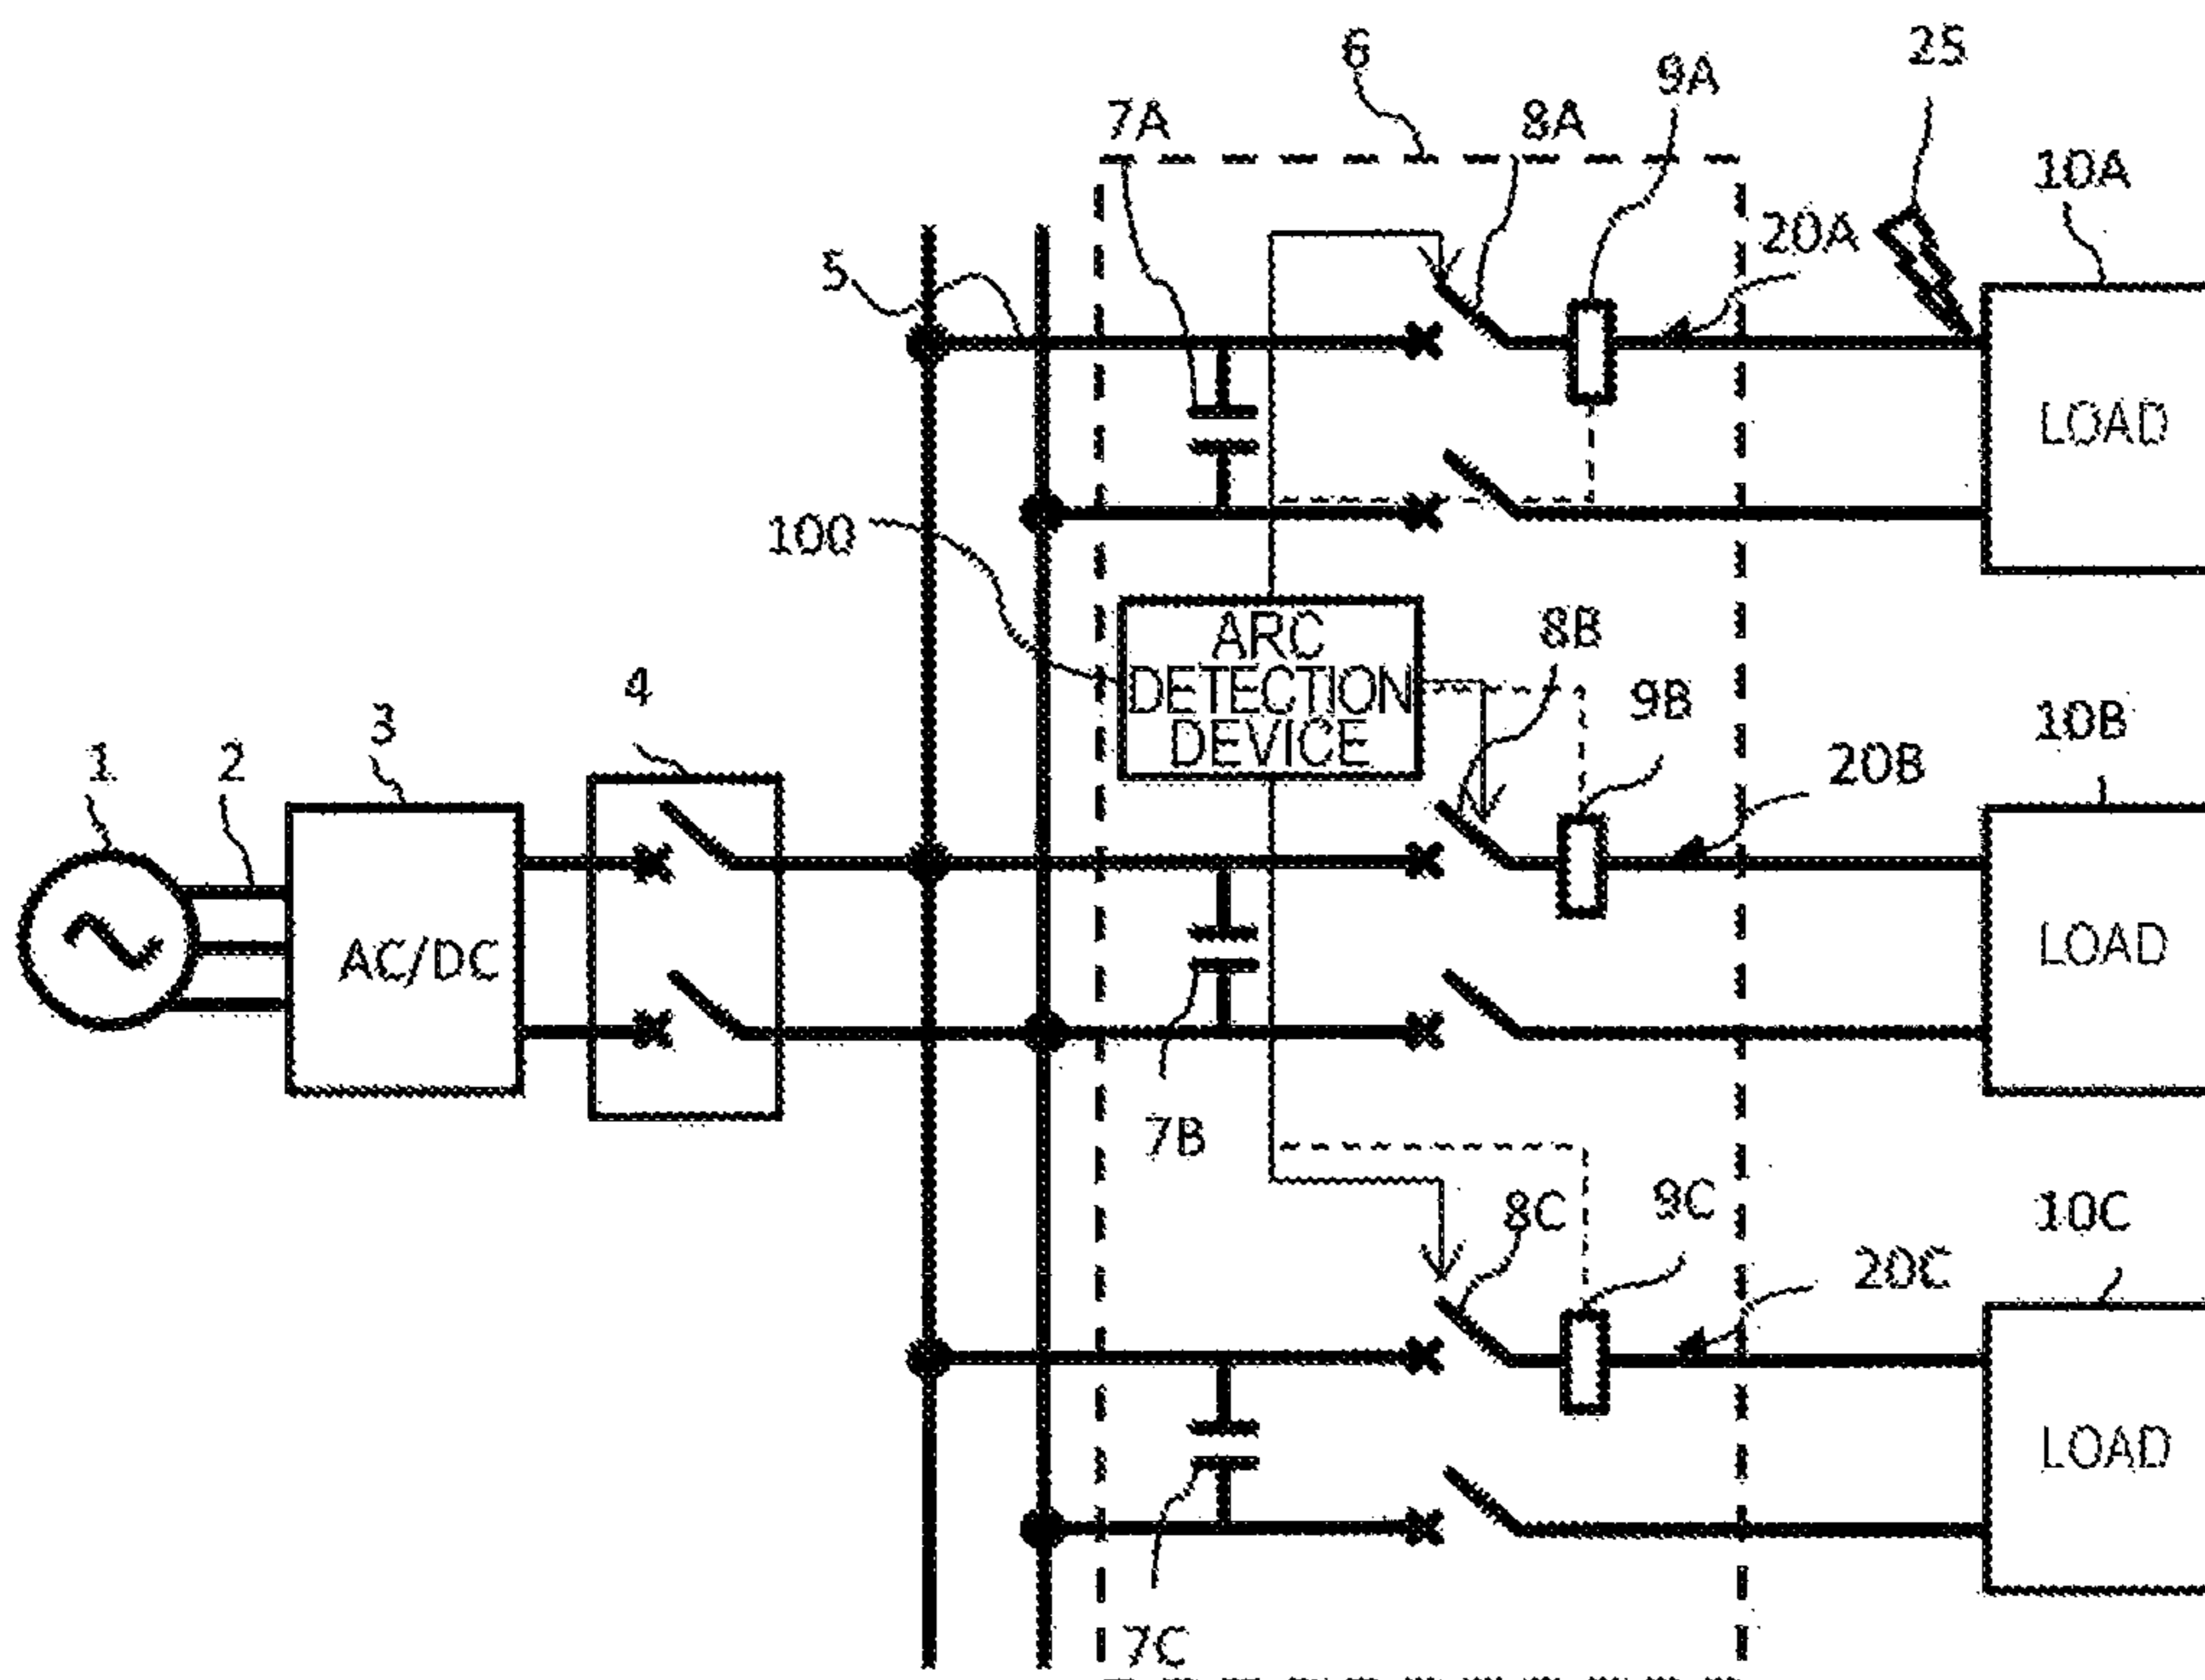 6
9A
25
7A
8A
10A
20A
5
LOAD
100
ARC
DETECTION
DEVICE
8B
9B
10B
4
3
20B
1
2
AC/DC
LOAD
7B
8C
9C
10C
20C
LOAD
7C